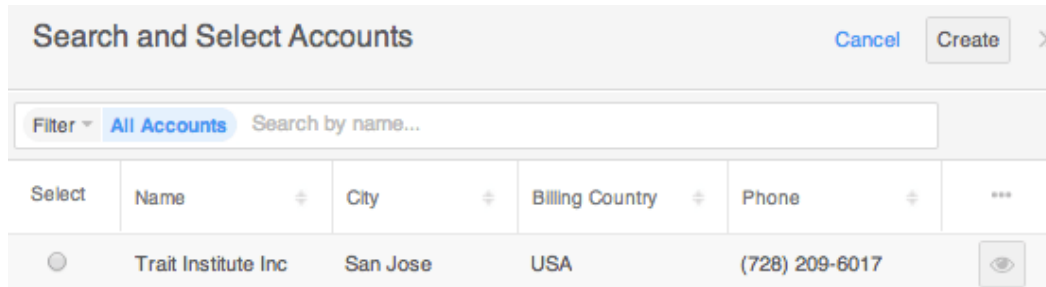 Search and Select Accounts Cancel Create
Filter All Accounts Search by name...
Select Name City Billing Country Phone
Trait Institute Inc San Jose USA (728) 209-6017